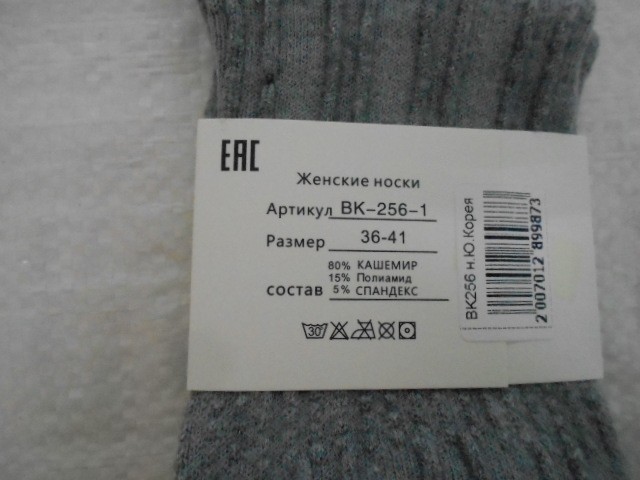 EAC
Женские носки
Артикул BK-256-1
Размер 36-41
80% КАШЕМИР
15% Полиамид
состав 5% СПАНДЕКС
30
BK256 н.Ю.Корея
2 007012 899873